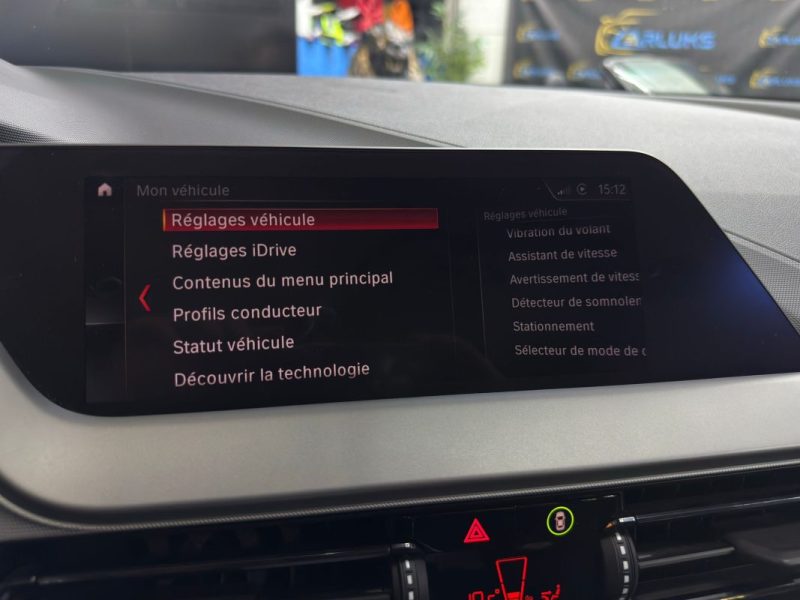 CARLUKS
Mon véhicule
15:12
Réglages véhicule
Réglages iDrive
Contenus du menu principal
Profils conducteur
Statut véhicule
Découvrir la technologie
Réglages véhicule
Vibration du volant
Assistant de vitesse
Avertissement de vitess
Détecteur de somnolen
Stationnement
Sélecteur de mode de c